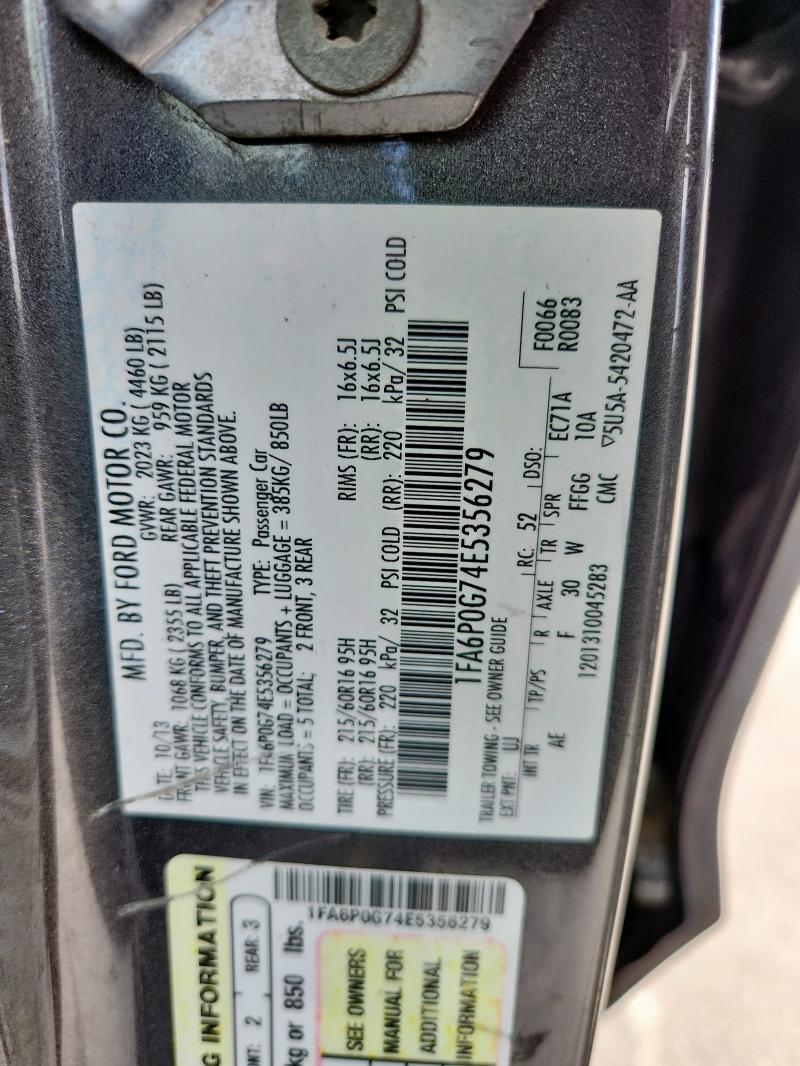 MFD. BY FORD MOTOR CO.
DATE: 10/13 GVWR: 2023 KG ( 4460 LB)
FRONT GAWR: 1068 KG ( 2355 LB) REAR GAWR: 959 KG ( 2115 LB)
THIS VEHICLE CONFORMS TO ALL APPLICABLE FEDERAL MOTOR
VEHICLE SAFETY, BUMPER, AND THEFT PREVENTION STANDARDS
IN EFFECT ON THE DATE OF MANUFACTURE SHOWN ABOVE.
VIN: 1FA6P0G74E5356279 TYPE: Passenger Car
MAXIMUM LOAD = OCCUPANTS + LUGGAGE = 385KG/ 850LB
OCCUPANTS = 5 TOTAL; 2 FRONT, 3 REAR
TIRE (FR): 215/60R16 95H RIMS (FR): 16x6.5J
(RR): 215/60R16 95H (RR): 16x6.5J
PRESSURE (FR): 220 kPa/ 32 PSI COLD (RR): 220 kPa/ 32 PSI COLD
1FA6P0G74E5356279
TRAILER TOWING - SEE OWNER GUIDE F0066
EXT PNT: UJ RC: 52 DSO: R0083
INT TR TP/PS R AXLE TR SPR EC71A
AE F 30 W FFGG 10A
1201310045283 CMC ▽5U5A-5420472-AA
G INFORMATION
ONT: 2 REAR: 3
kg or 850 lbs.
1FA6P0G74E5356279
SEE OWNERS
MANUAL FOR
ADDITIONAL
INFORMATION